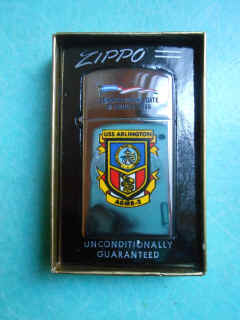 ZIPPO
USS ARLINGTON
AGMR-2
UNCONDITIONALLY
GUARANTEED